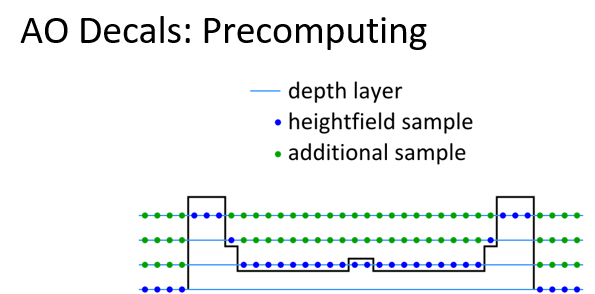 AO Decals: Precomputing
depth layer
heightfield sample
additional sample